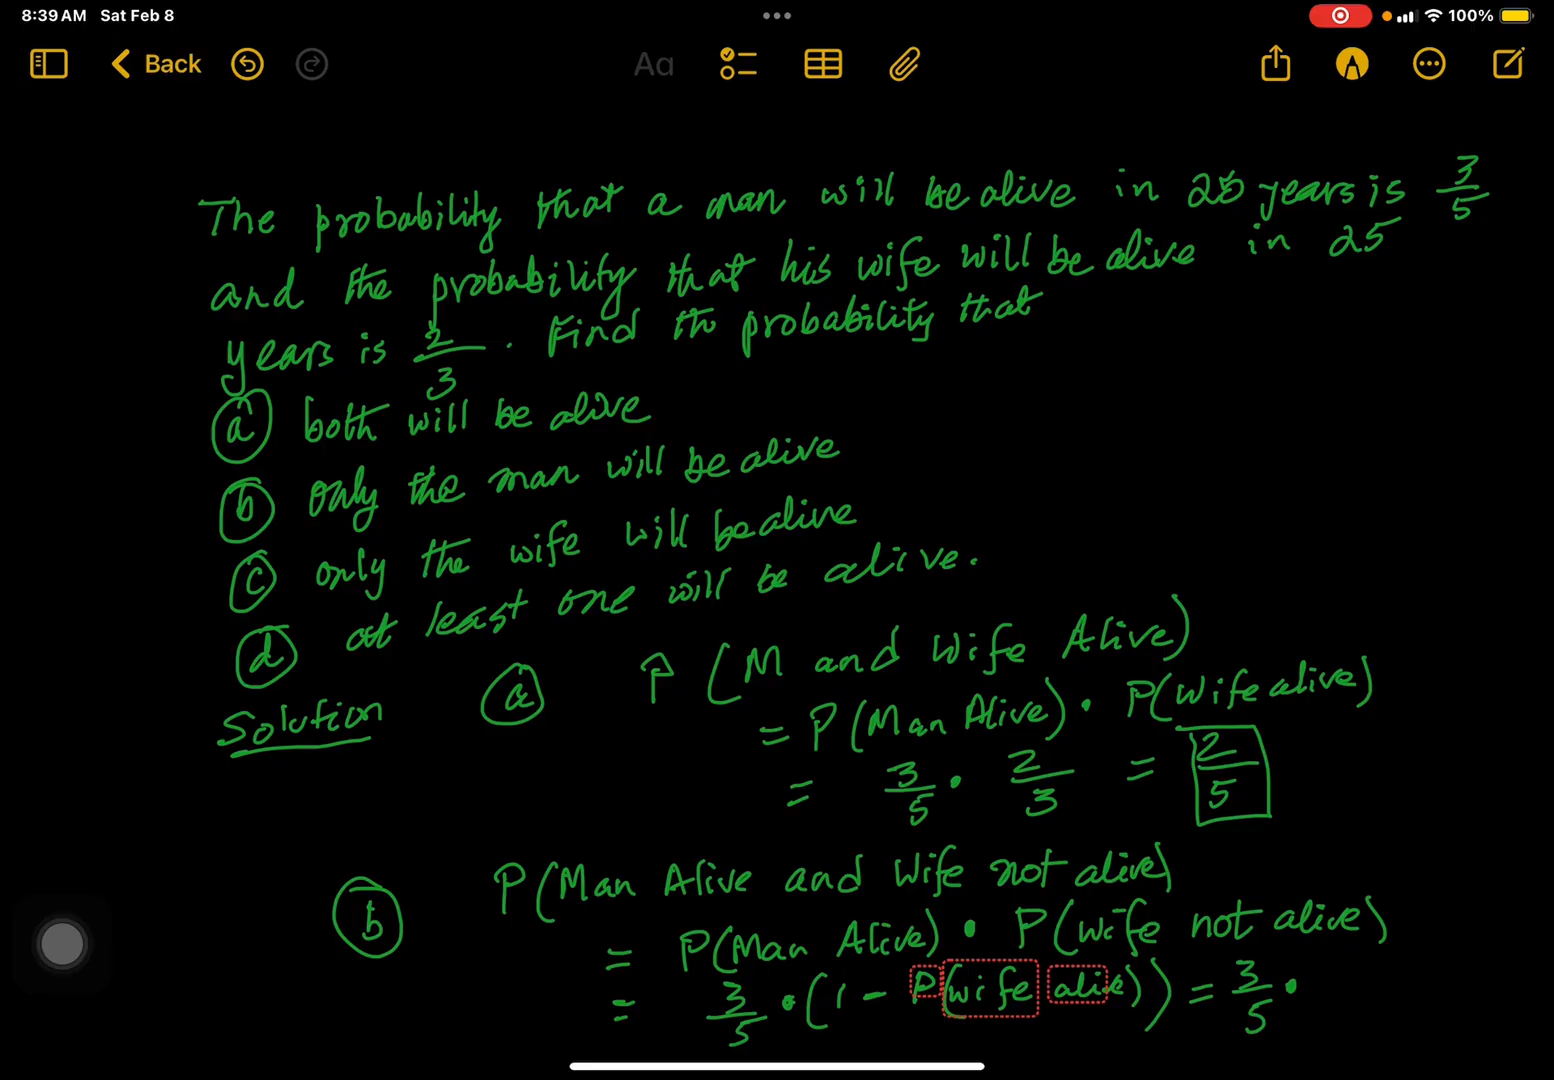 8:39 AM Sat Feb 8
100%
Back
Aa
The probability that a man will be alive in 25 years is 3/5
and the probability that his wife will be alive in 25
years is 2/3. Find the probability that
(a) both will be alive
(b) only the man will be alive
(c) only the wife will be alive
(d) at least one will be alive.
Solution (a) P(M and Wife Alive)
= P(Man Alive) · P(Wife alive)
= 3/5 · 2/3 = 2/5
(b) P(Man Alive and Wife not alive)
= P(Man Alive) · P(wife not alive)
= 3/5 · (1 - P(wife alive)) = 3/5 ·